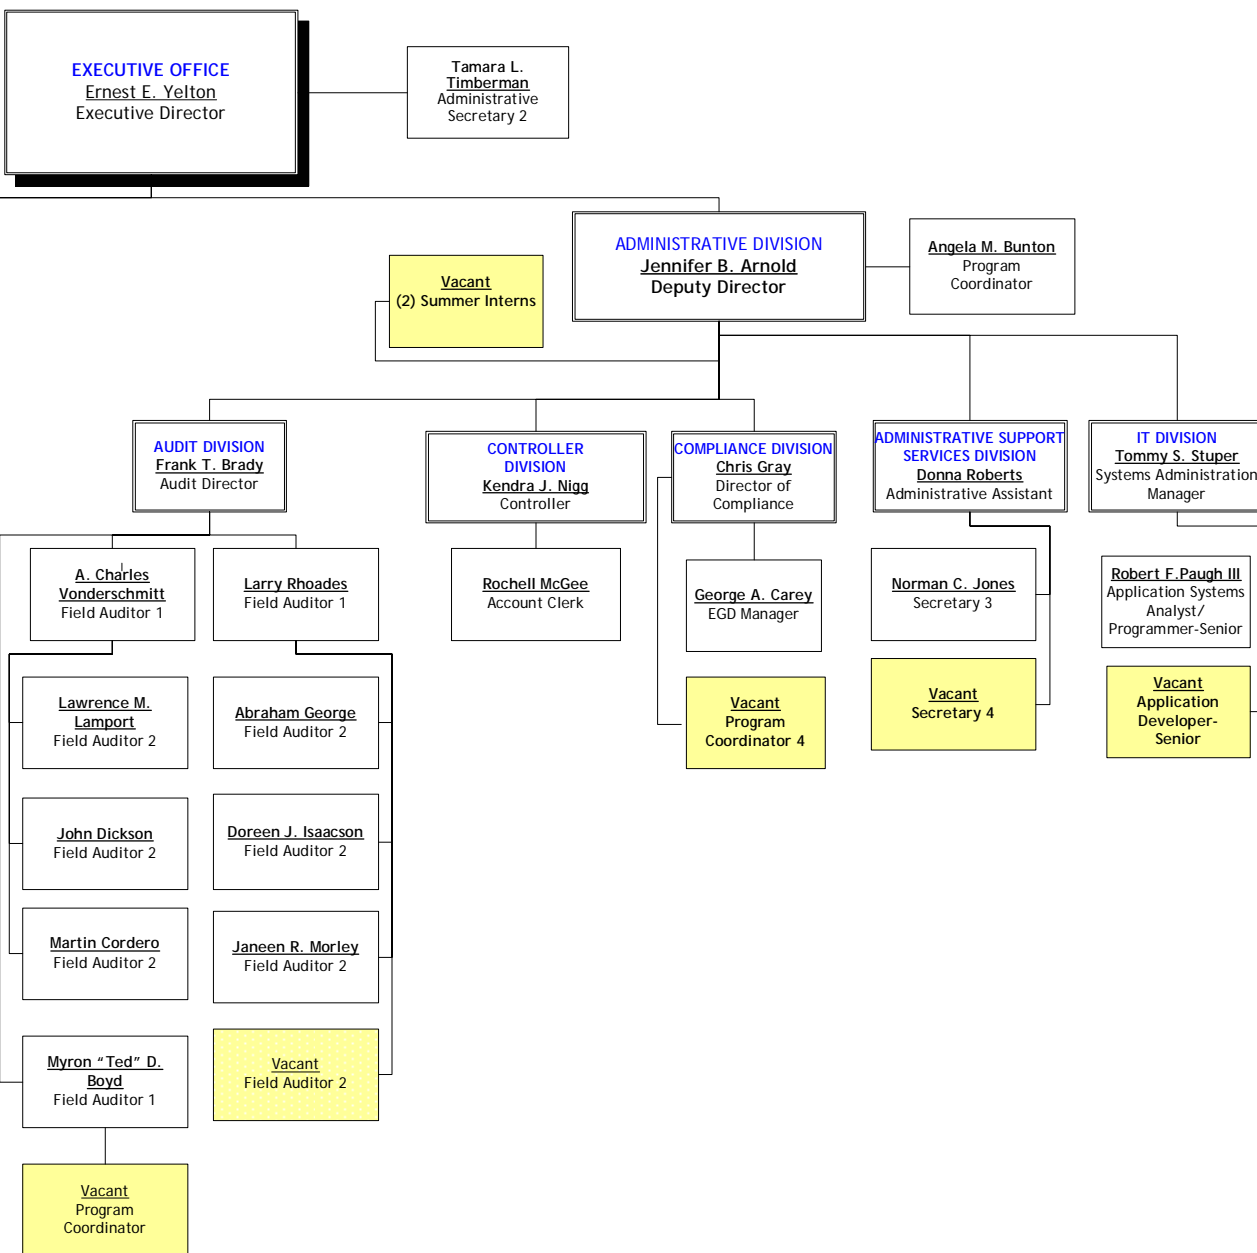 EXECUTIVE OFFICE
Ernest E. Yelton
Executive Director
Tamara L.
Timberman
Administrative
Secretary 2
ADMINISTRATIVE DIVISION
Jennifer B. Arnold
Deputy Director
Angela M. Bunton
Program
Coordinator
Vacant
(2) Summer Interns
AUDIT DIVISION
Frank T. Brady
Audit Director
CONTROLLER
DIVISION
Kendra J. Nigg
Controller
COMPLIANCE DIVISION
Chris Gray
Director of
Compliance
ADMINISTRATIVE SUPPORT
SERVICES DIVISION
Donna Roberts
Administrative Assistant
IT DIVISION
Tommy S. Stuper
Systems Administration
Manager
A. Charles
Vonderschmitt
Field Auditor 1
Larry Rhoades
Field Auditor 1
Rochell McGee
Account Clerk
George A. Carey
EGD Manager
Norman C. Jones
Secretary 3
Robert F.Paugh III
Application Systems
Analyst/
Programmer-Senior
Lawrence M.
Lamport
Field Auditor 2
Abraham George
Field Auditor 2
Vacant
Program
Coordinator 4
Vacant
Secretary 4
Vacant
Application
Developer-
Senior
John Dickson
Field Auditor 2
Doreen J. Isaacson
Field Auditor 2
Martin Cordero
Field Auditor 2
Janeen R. Morley
Field Auditor 2
Myron “Ted” D.
Boyd
Field Auditor 1
Vacant
Field Auditor 2
Vacant
Program
Coordinator